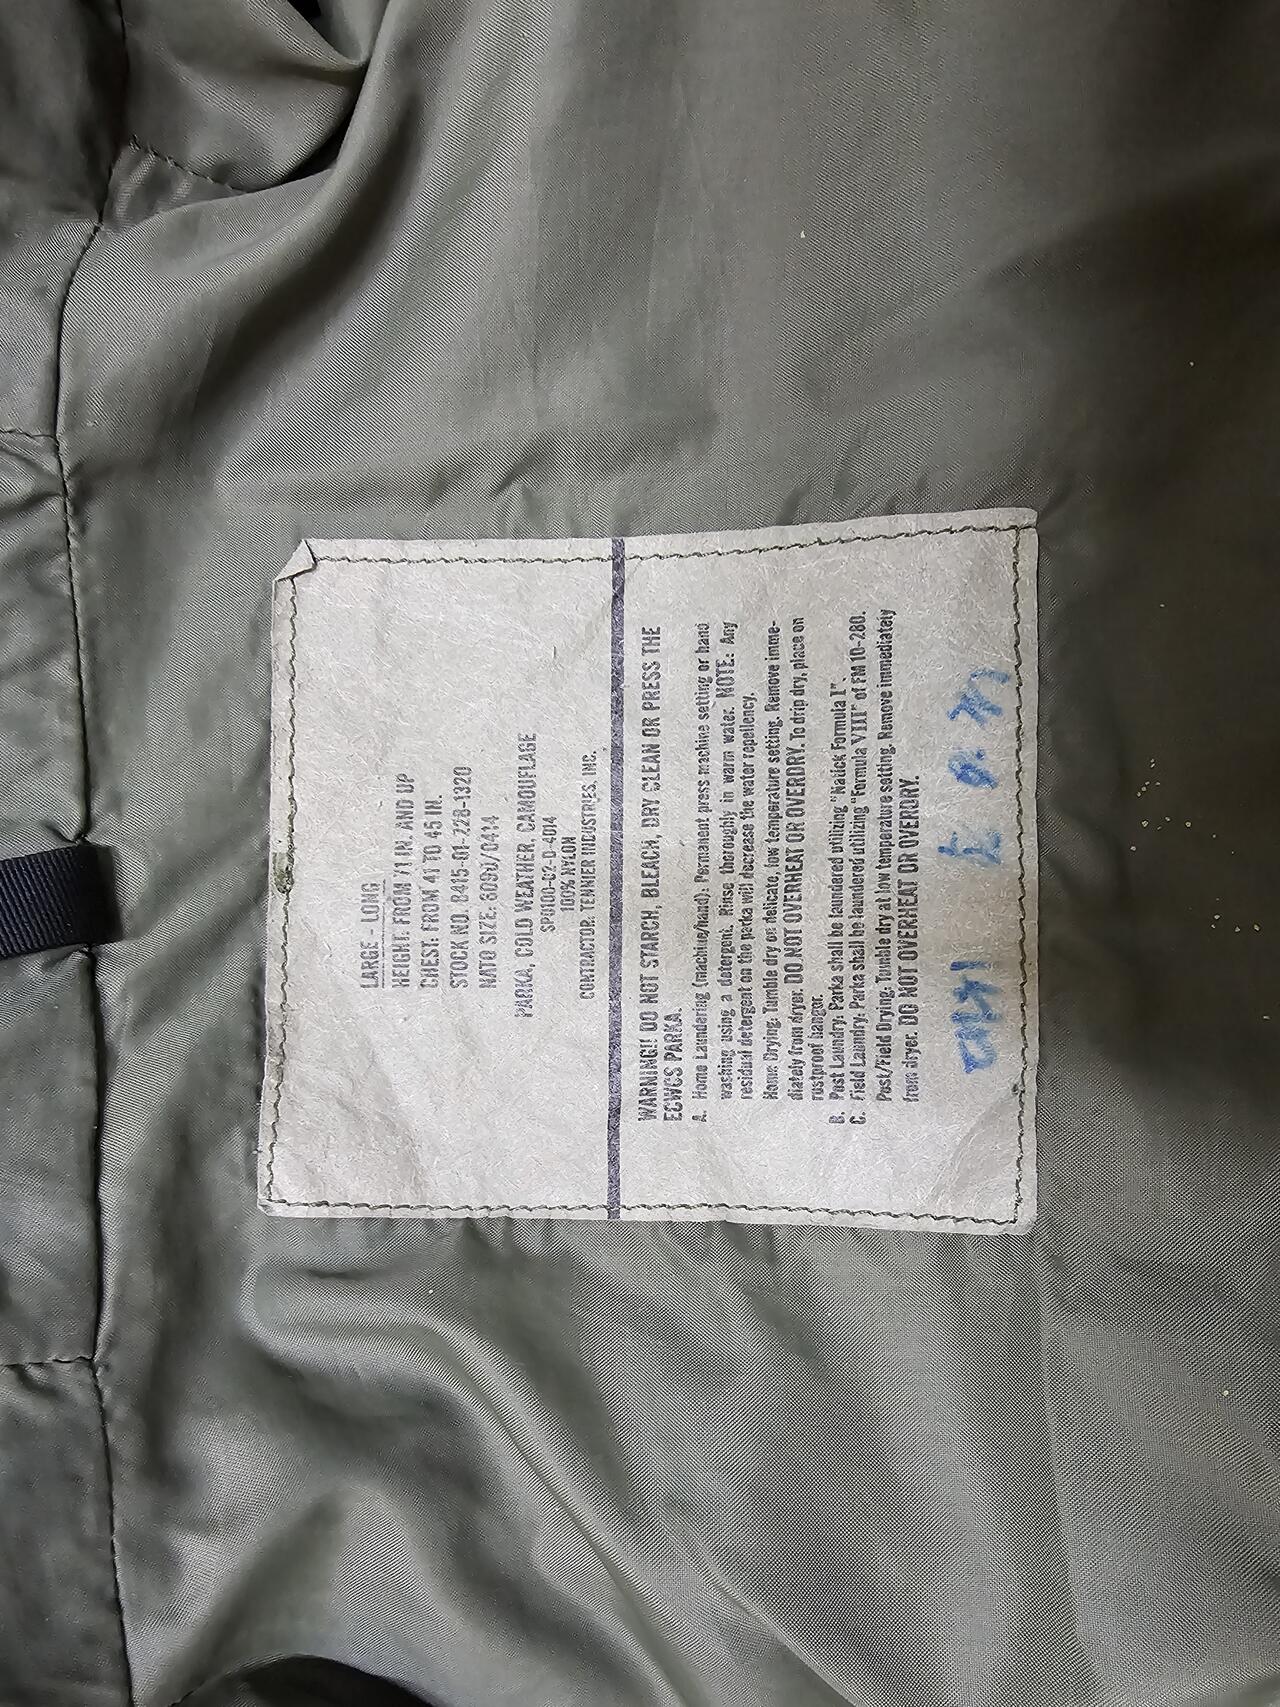 LARGE - LONG
HEIGHT: FROM 71 IN. AND UP
CHEST: FROM 41 TO 45 IN.
STOCK NO. 8415-01-228-1320
NATO SIZE: 8090/0414
PARKA, COLD WEATHER, CAMOUFLAGE
SPO100-02-D-4014
100% NYLON
CONTRACTOR: TENNIER INDUSTRIES, INC.
WARNING!! DO NOT STARCH, BLEACH, DRY CLEAN OR PRESS THE
ECWCS PARKA.
A. Home Laundering (machine/hand): Permanent press machine setting or hand
washing using a detergent. Rinse thoroughly in warm water. NOTE: Any
residual detergent on the parka will decrease the water repellency.
Home Drying: Tumble dry on delicate, low temperature setting. Remove imme-
diately from dryer. DO NOT OVERHEAT OR OVERDRY. To drip dry, place on
rustproof hanger.
B. Post Laundry: Parka shall be laundered utilizing "Natick Formula I".
C. Field Laundry: Parka shall be laundered utilizing "Formula VIII" of FM 10-280.
Post/Field Drying: Tumble dry at low temperature setting. Remove immediately
from dryer. DO NOT OVERHEAT OR OVERDRY.